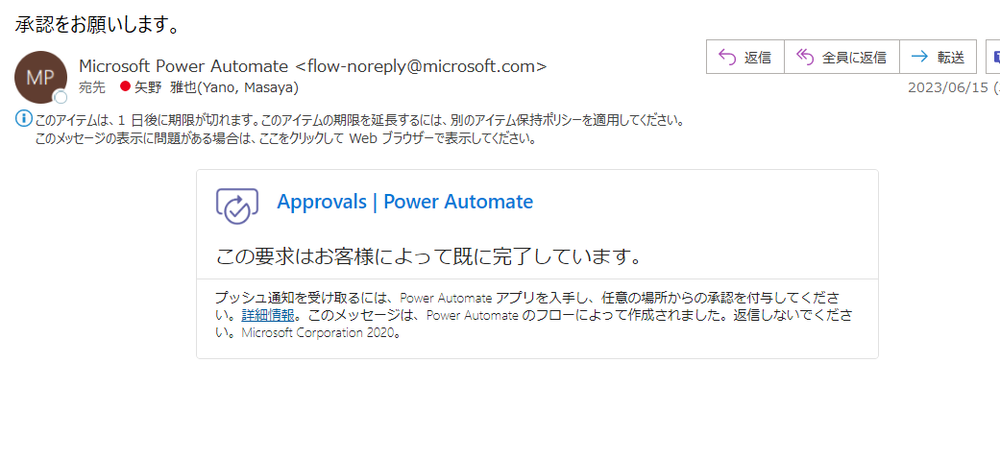 承認をお願いします。
MP
Microsoft Power Automate <flow-noreply@microsoft.com>
宛先 矢野 雅也(Yano, Masaya)
返信
全員に返信
転送
2023/06/15 (
このアイテムは、1 日後に期限が切れます。このアイテムの期限を延長するには、別のアイテム保持ポリシーを適用してください。
このメッセージの表示に問題がある場合は、ここをクリックして Web ブラウザーで表示してください。
Approvals | Power Automate
この要求はお客様によって既に完了しています。
プッシュ通知を受け取るには、Power Automate アプリを入手し、任意の場所からの承認を付与してくださ
い。詳細情報。このメッセージは、Power Automate のフローによって作成されました。返信しないでくださ
い。Microsoft Corporation 2020。